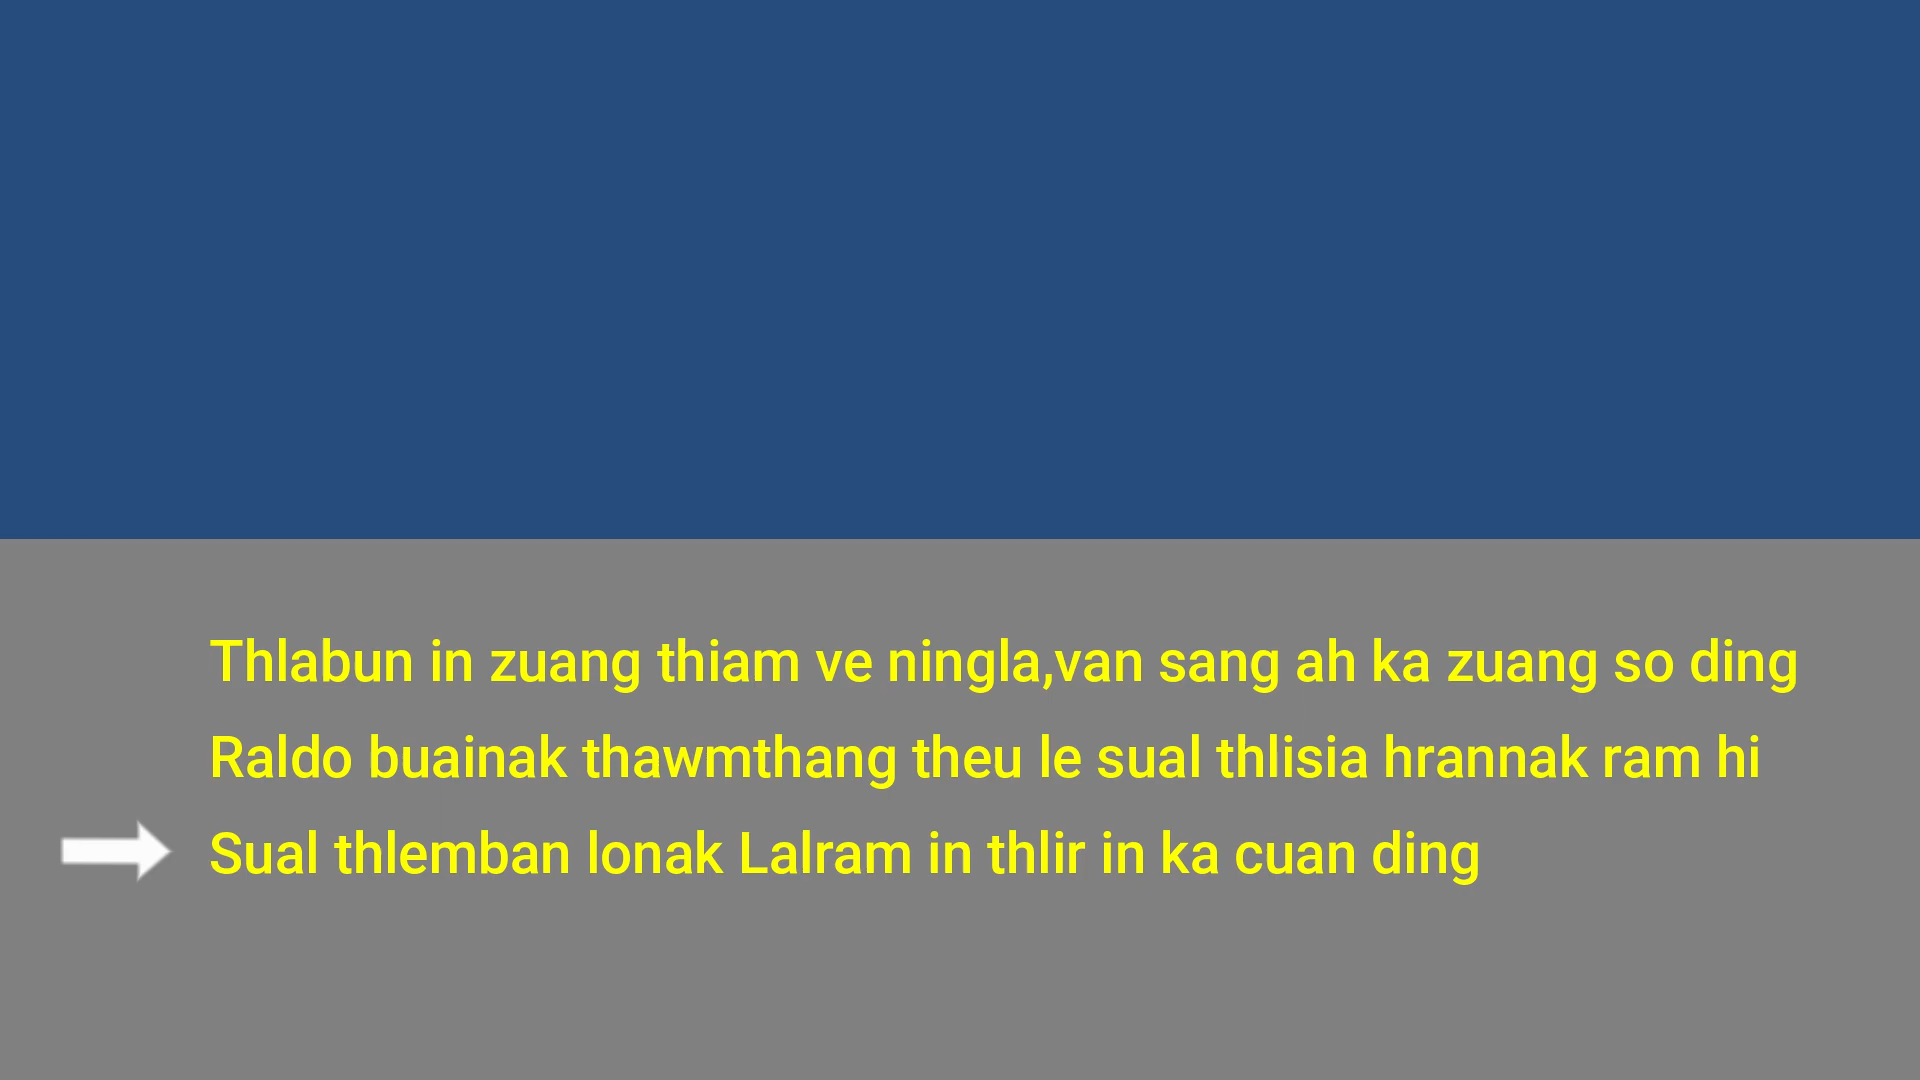 Thlabun in zuang thiam ve ningla,van sang ah ka zuang so ding
Raldo buainak thawmthang theu le sual thlisia hrannak ram hi
Sual thlemban lonak Lalram in thlir in ka cuan ding